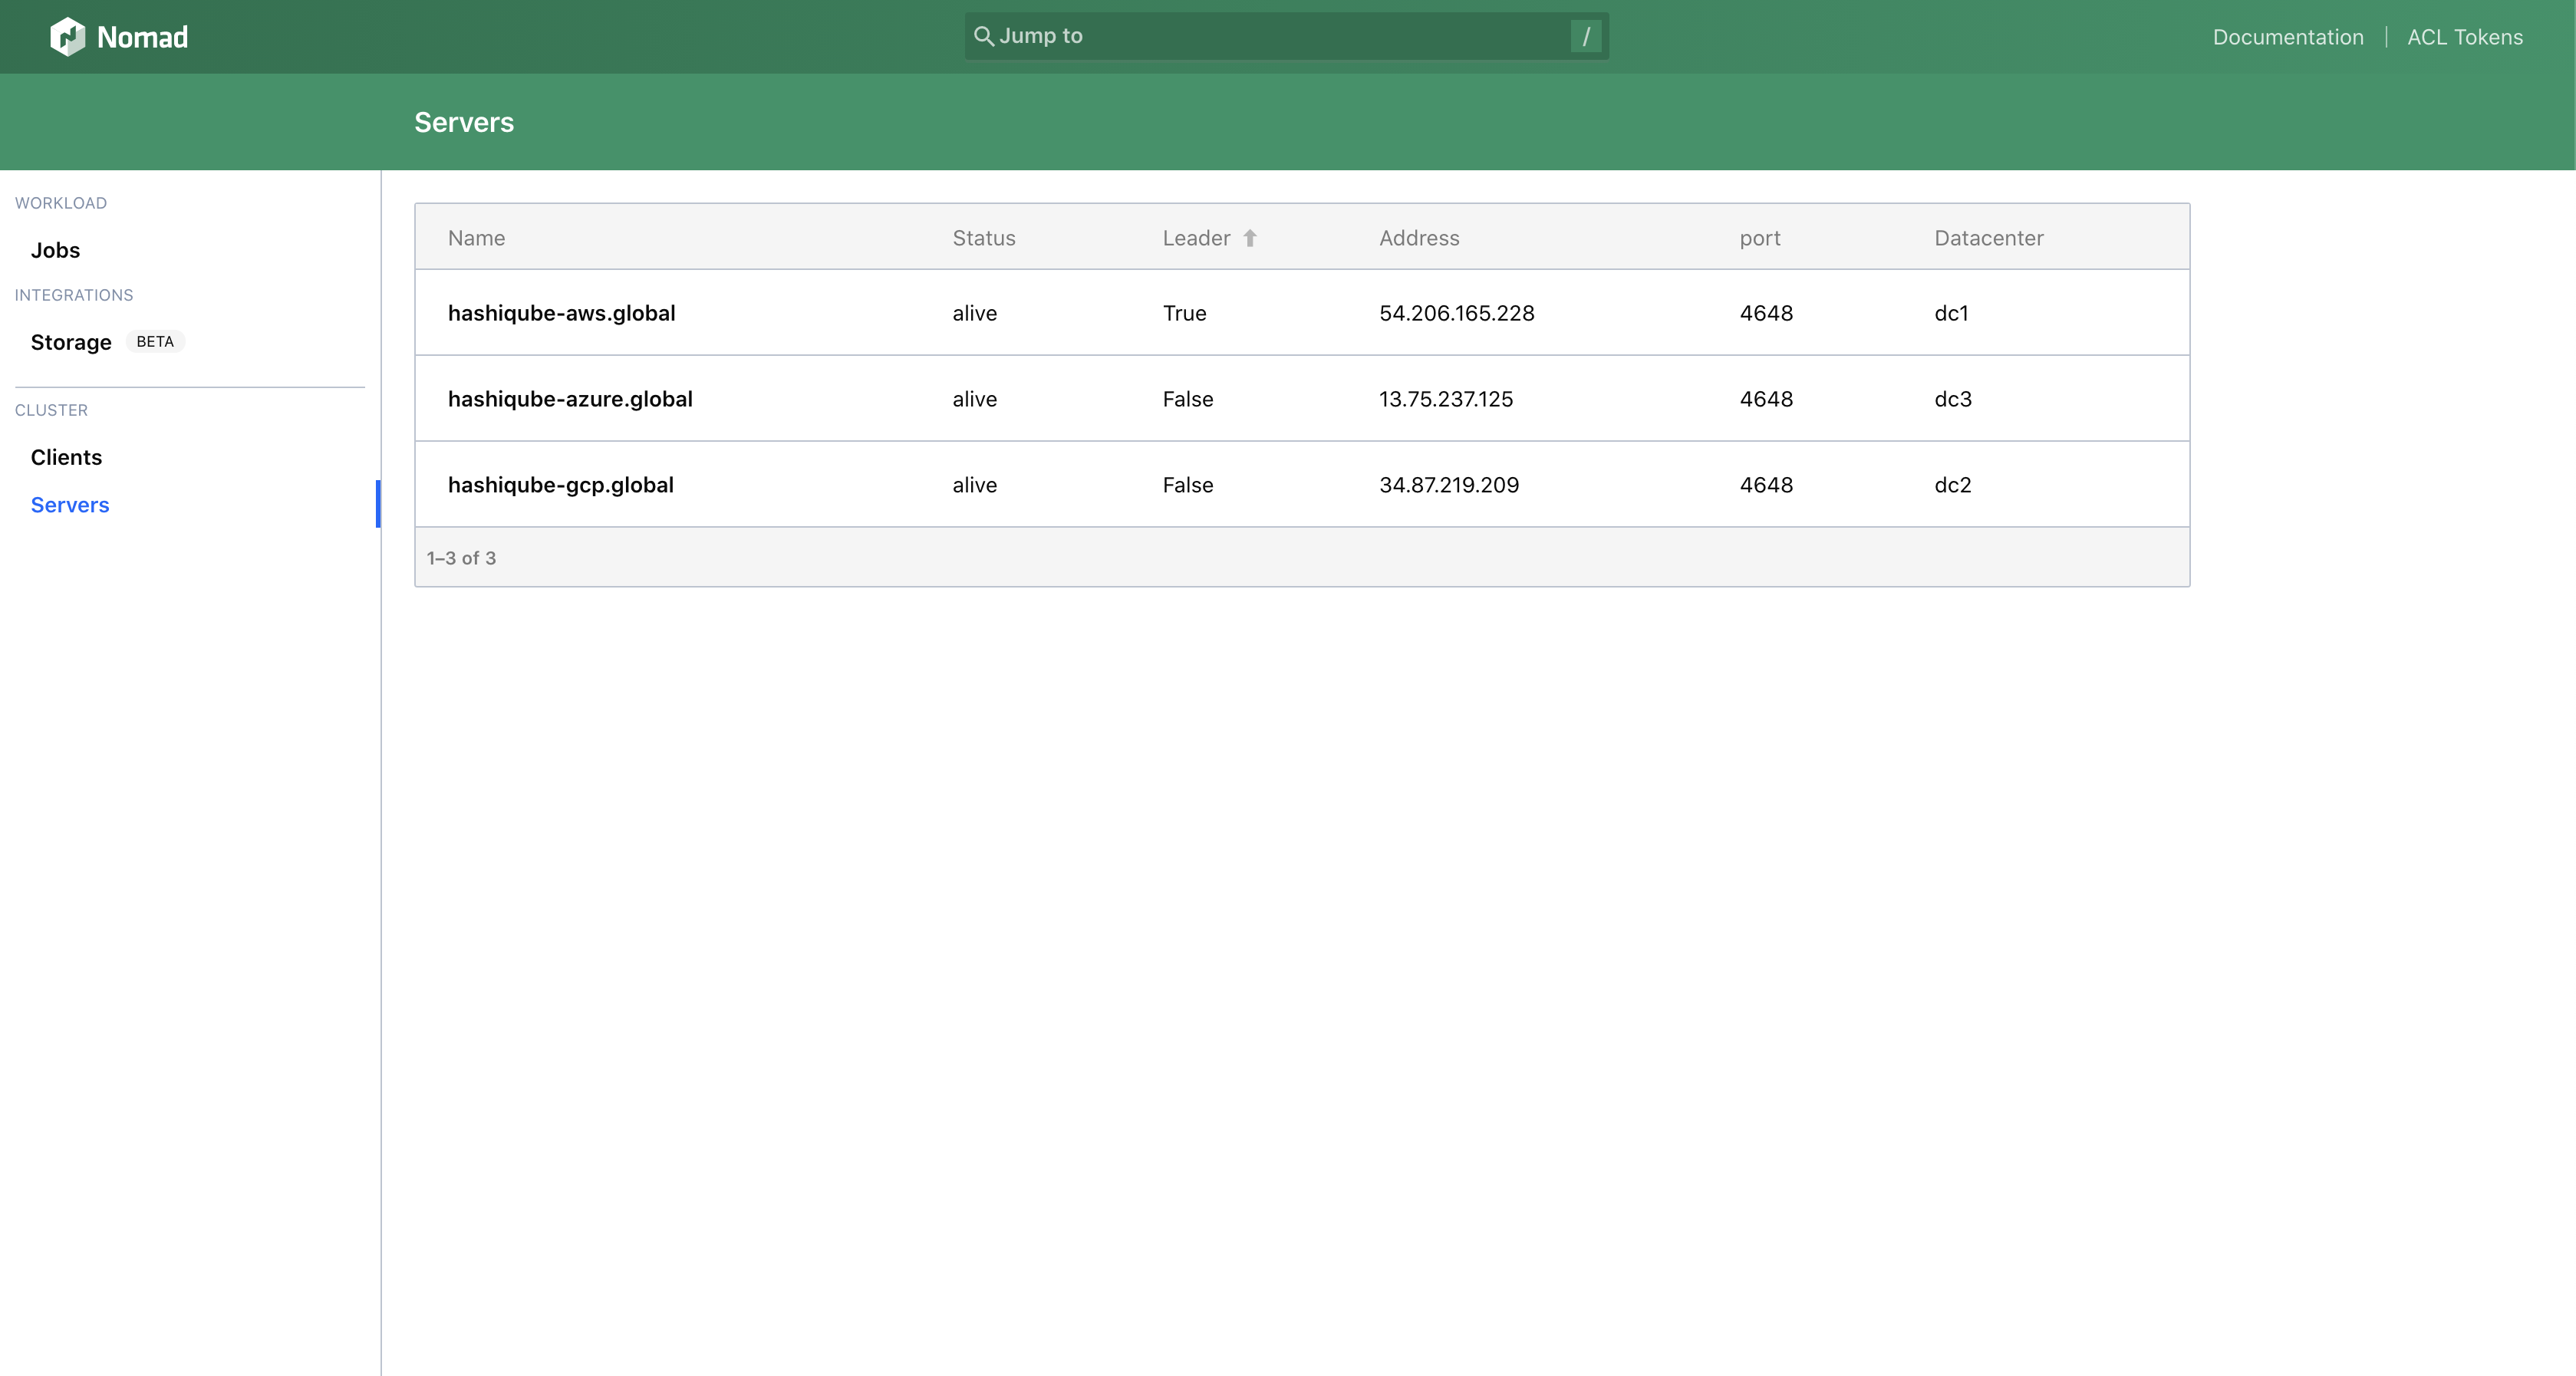 Nomad
Jump to /
Documentation | ACL Tokens
Servers
WORKLOAD
Jobs
INTEGRATIONS
Storage BETA
CLUSTER
Clients
Servers
Name Status Leader Address port Datacenter
hashiqube-aws.global alive True 54.206.165.228 4648 dc1
hashiqube-azure.global alive False 13.75.237.125 4648 dc3
hashiqube-gcp.global alive False 34.87.219.209 4648 dc2
1–3 of 3